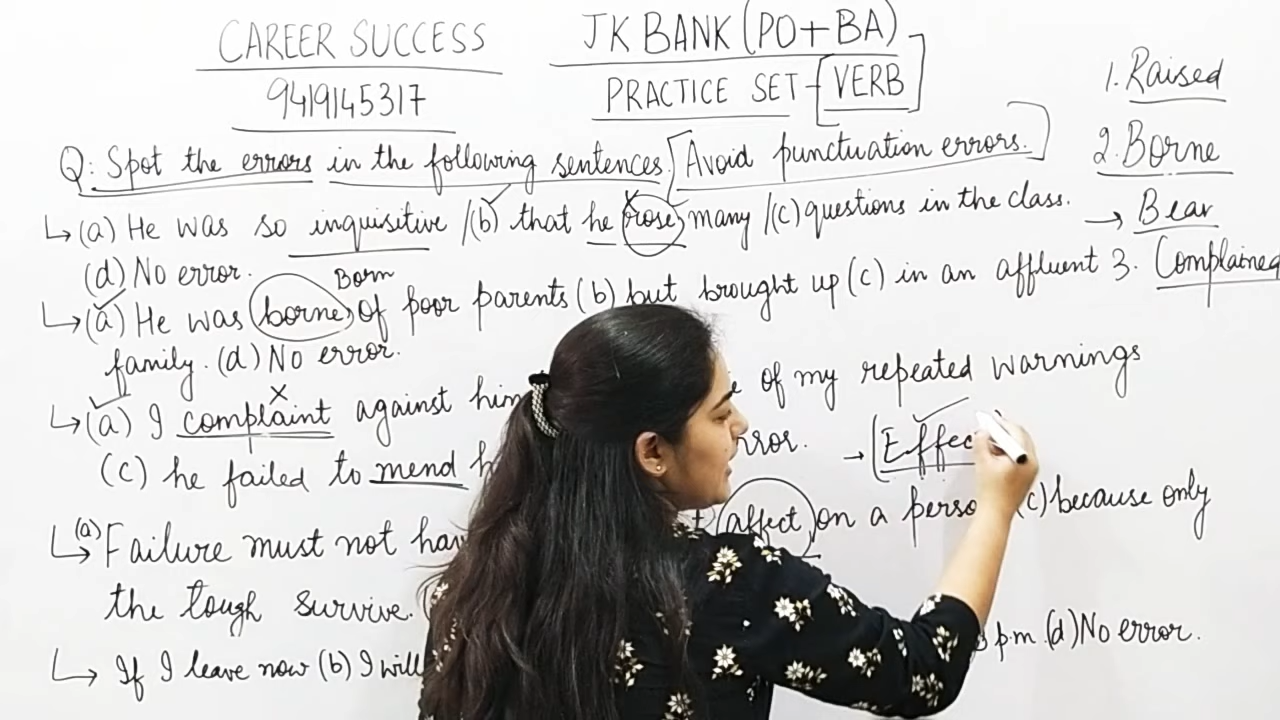 CAREER SUCCESS JK BANK (PO+BA)
9419145317 PRACTICE SET - VERB
1. Raised
Q: Spot the errors in the following sentences. Avoid punctuation errors.
2. Borne
↳ (a) He was so inquisitive /(b) that he rose many /(c) questions in the class.
→ Bear
(d) No error.
Born
↳ (a) He was borne of poor parents (b) but brought up (c) in an affluent
3. Complained
family. (d) No error.
↳ (a) I complaint against him of my repeated warnings
(c) he failed to mend
→ Effec
(a) Failure must not affect on a (c) because only
the tough survive.
↳ If I leave now (b) I will p.m. (d) No error.